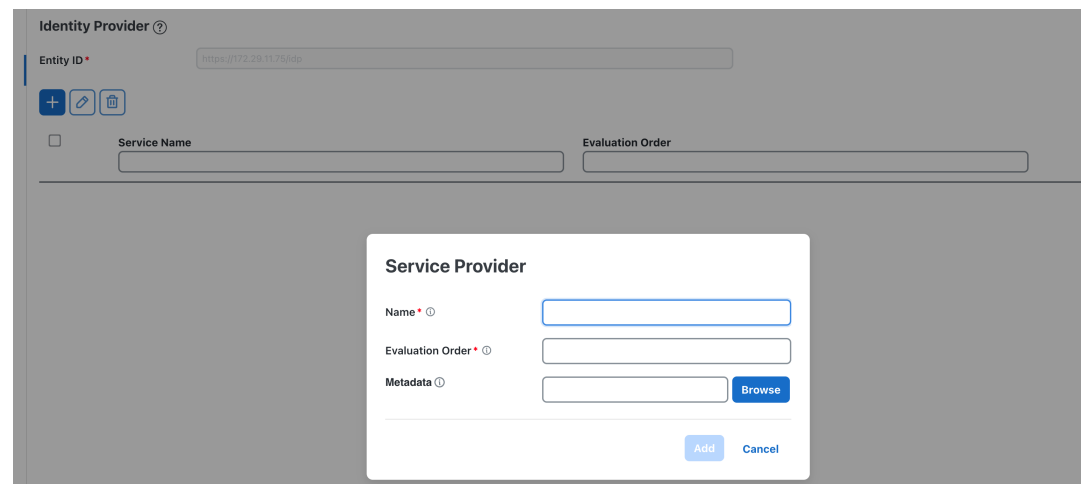 Identity Provider ?
Entity ID *
https://172.29.11.76/idp
Service Name
Evaluation Order
Service Provider
Name *
Evaluation Order *
Metadata
Browse
Add
Cancel